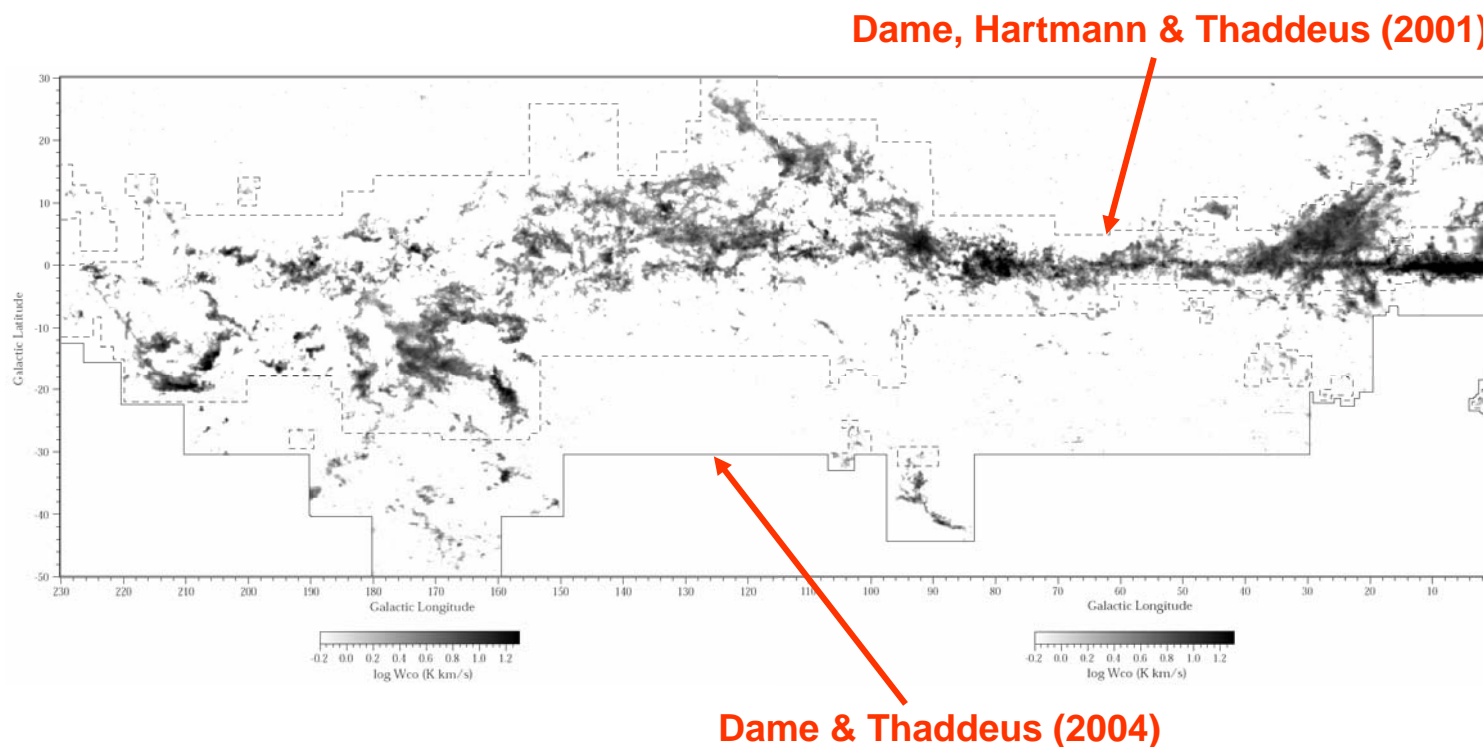 Dame, Hartmann & Thaddeus (2001)
30
20
10
0
-10
-20
-30
-40
-50
Galactic Latitude
230 220 210 200 190 180 170 160 150 140 130 120 110 100 90 80 70 60 50 40 30 20 10
Galactic Longitude Galactic Longitude
-0.2 0.0 0.2 0.4 0.6 0.8 1.0 1.2 -0.2 0.0 0.2 0.4 0.6 0.8 1.0 1.2
log Wco (K km/s) log Wco (K km/s)
Dame & Thaddeus (2004)